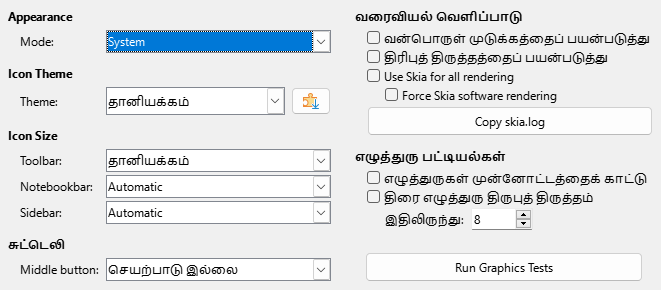 Appearance
Mode: System
Icon Theme
Theme: தானியக்கம்
Icon Size
Toolbar: தானியக்கம்
Notebookbar: Automatic
Sidebar: Automatic
சுட்டெலி
Middle button: செயற்பாடு இல்லை
வரைவியல் வெளிப்பாடு
வன்பொருள் முடுக்கத்தைப் பயன்படுத்து
திரிபுத் திருத்தத்தைப் பயன்படுத்து
Use Skia for all rendering
Force Skia software rendering
Copy skia.log
எழுத்துரு பட்டியல்கள்
எழுத்துருகள் முன்னோட்டத்தைக் காட்டு
திரை எழுத்துரு திருபுத் திருத்தம்
இதிலிருந்து: 8
Run Graphics Tests